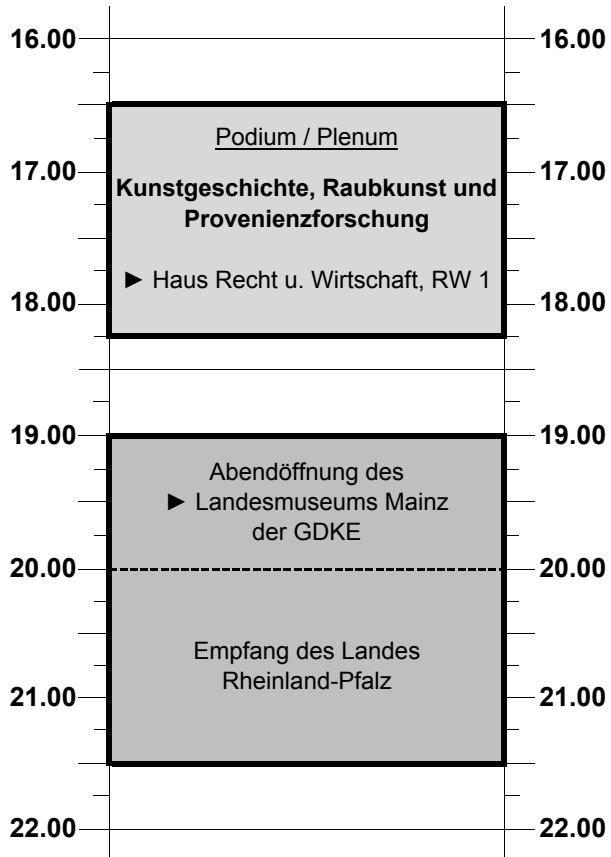 16.00 16.00
Podium / Plenum
17.00 17.00
Kunstgeschichte, Raubkunst und
Provenienzforschung
► Haus Recht u. Wirtschaft, RW 1
18.00 18.00
19.00 19.00
Abendöffnung des
► Landesmuseums Mainz
der GDKE
20.00 20.00
Empfang des Landes
Rheinland-Pfalz
21.00 21.00
22.00 22.00